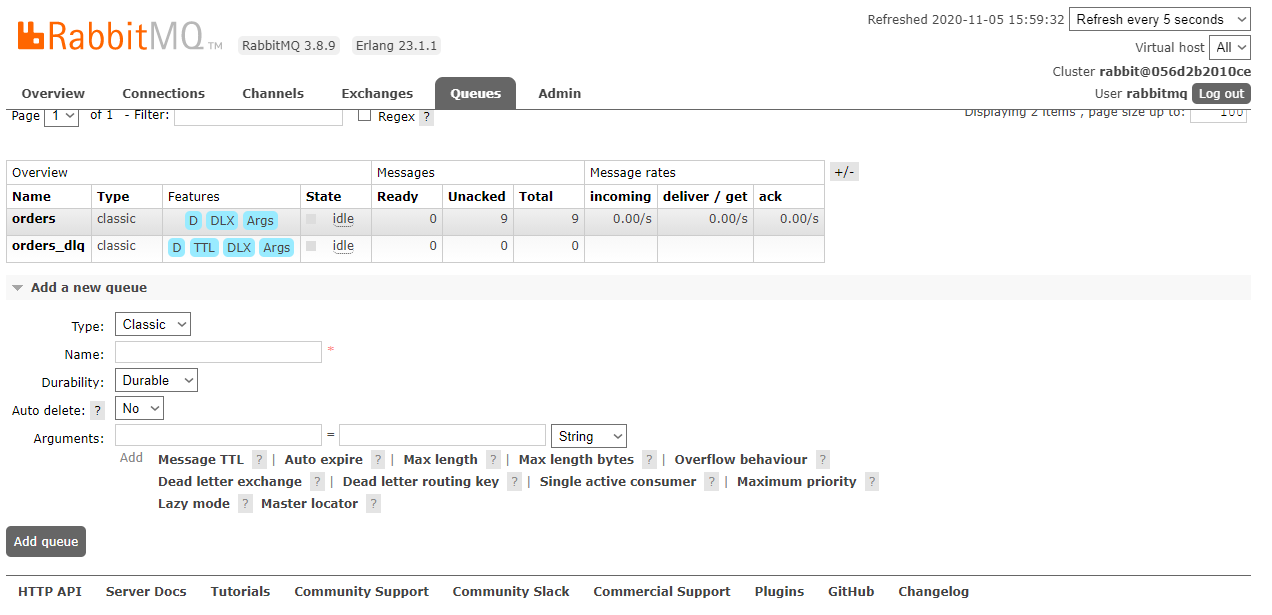 RabbitMQ TM RabbitMQ 3.8.9 Erlang 23.1.1
Refreshed 2020-11-05 15:59:32 Refresh every 5 seconds
Virtual host All
Cluster rabbit@056d2b2010ce
User rabbitmq Log out
Overview Connections Channels Exchanges Queues Admin
Page 1 of 1 - Filter: Regex ? Displaying 2 items , page size up to: 100
Overview Messages Message rates +/-
Name Type Features State Ready Unacked Total incoming deliver / get ack
orders classic D DLX Args idle 0 9 9 0.00/s 0.00/s 0.00/s
orders_dlq classic D TTL DLX Args idle 0 0 0
Add a new queue
Type: Classic
Name: *
Durability: Durable
Auto delete: ? No
Arguments: = String
Add Message TTL ? | Auto expire ? | Max length ? | Max length bytes ? | Overflow behaviour ?
Dead letter exchange ? | Dead letter routing key ? | Single active consumer ? | Maximum priority ?
Lazy mode ? Master locator ?
Add queue
HTTP API Server Docs Tutorials Community Support Community Slack Commercial Support Plugins GitHub Changelog